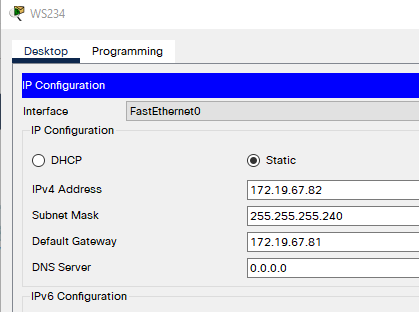 WS234
Desktop Programming
IP Configuration
Interface FastEthernet0
IP Configuration
DHCP Static
IPv4 Address 172.19.67.82
Subnet Mask 255.255.255.240
Default Gateway 172.19.67.81
DNS Server 0.0.0.0
IPv6 Configuration